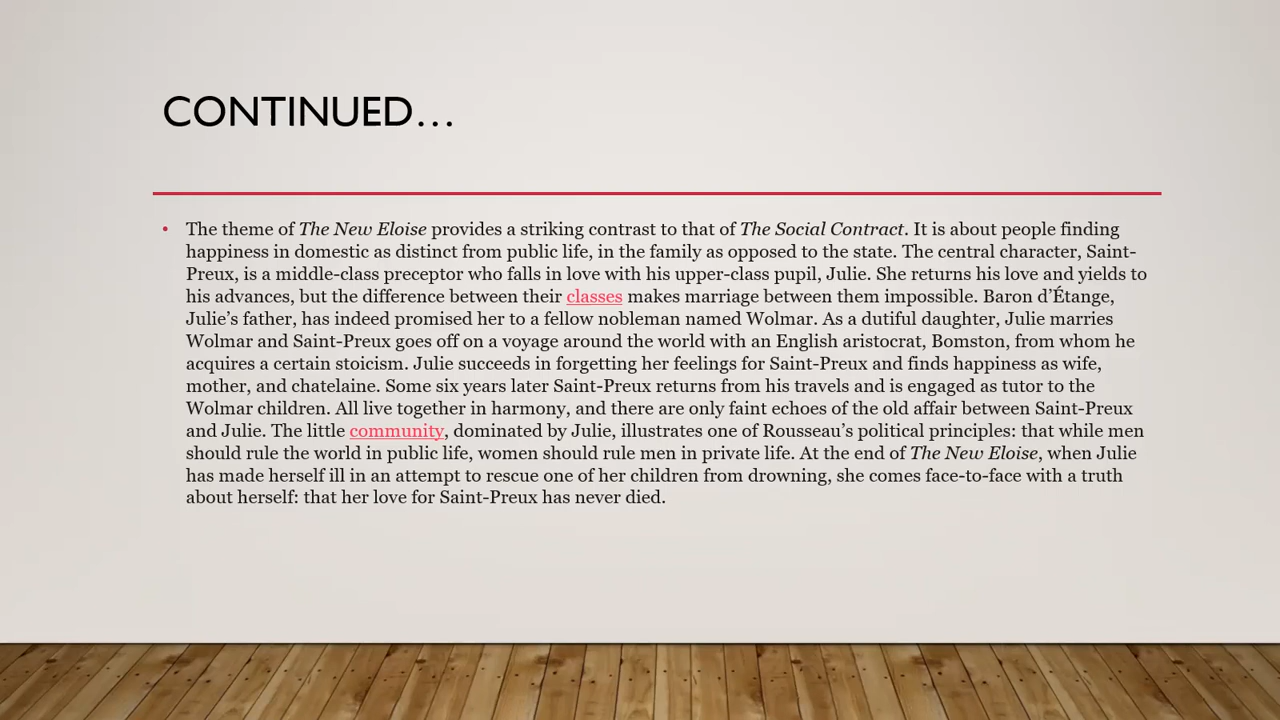 CONTINUED…
• The theme of The New Eloise provides a striking contrast to that of The Social Contract. It is about people finding
happiness in domestic as distinct from public life, in the family as opposed to the state. The central character, Saint-
Preux, is a middle-class preceptor who falls in love with his upper-class pupil, Julie. She returns his love and yields to
his advances, but the difference between their classes makes marriage between them impossible. Baron d’Étange,
Julie’s father, has indeed promised her to a fellow nobleman named Wolmar. As a dutiful daughter, Julie marries
Wolmar and Saint-Preux goes off on a voyage around the world with an English aristocrat, Bomston, from whom he
acquires a certain stoicism. Julie succeeds in forgetting her feelings for Saint-Preux and finds happiness as wife,
mother, and chatelaine. Some six years later Saint-Preux returns from his travels and is engaged as tutor to the
Wolmar children. All live together in harmony, and there are only faint echoes of the old affair between Saint-Preux
and Julie. The little community, dominated by Julie, illustrates one of Rousseau’s political principles: that while men
should rule the world in public life, women should rule men in private life. At the end of The New Eloise, when Julie
has made herself ill in an attempt to rescue one of her children from drowning, she comes face-to-face with a truth
about herself: that her love for Saint-Preux has never died.